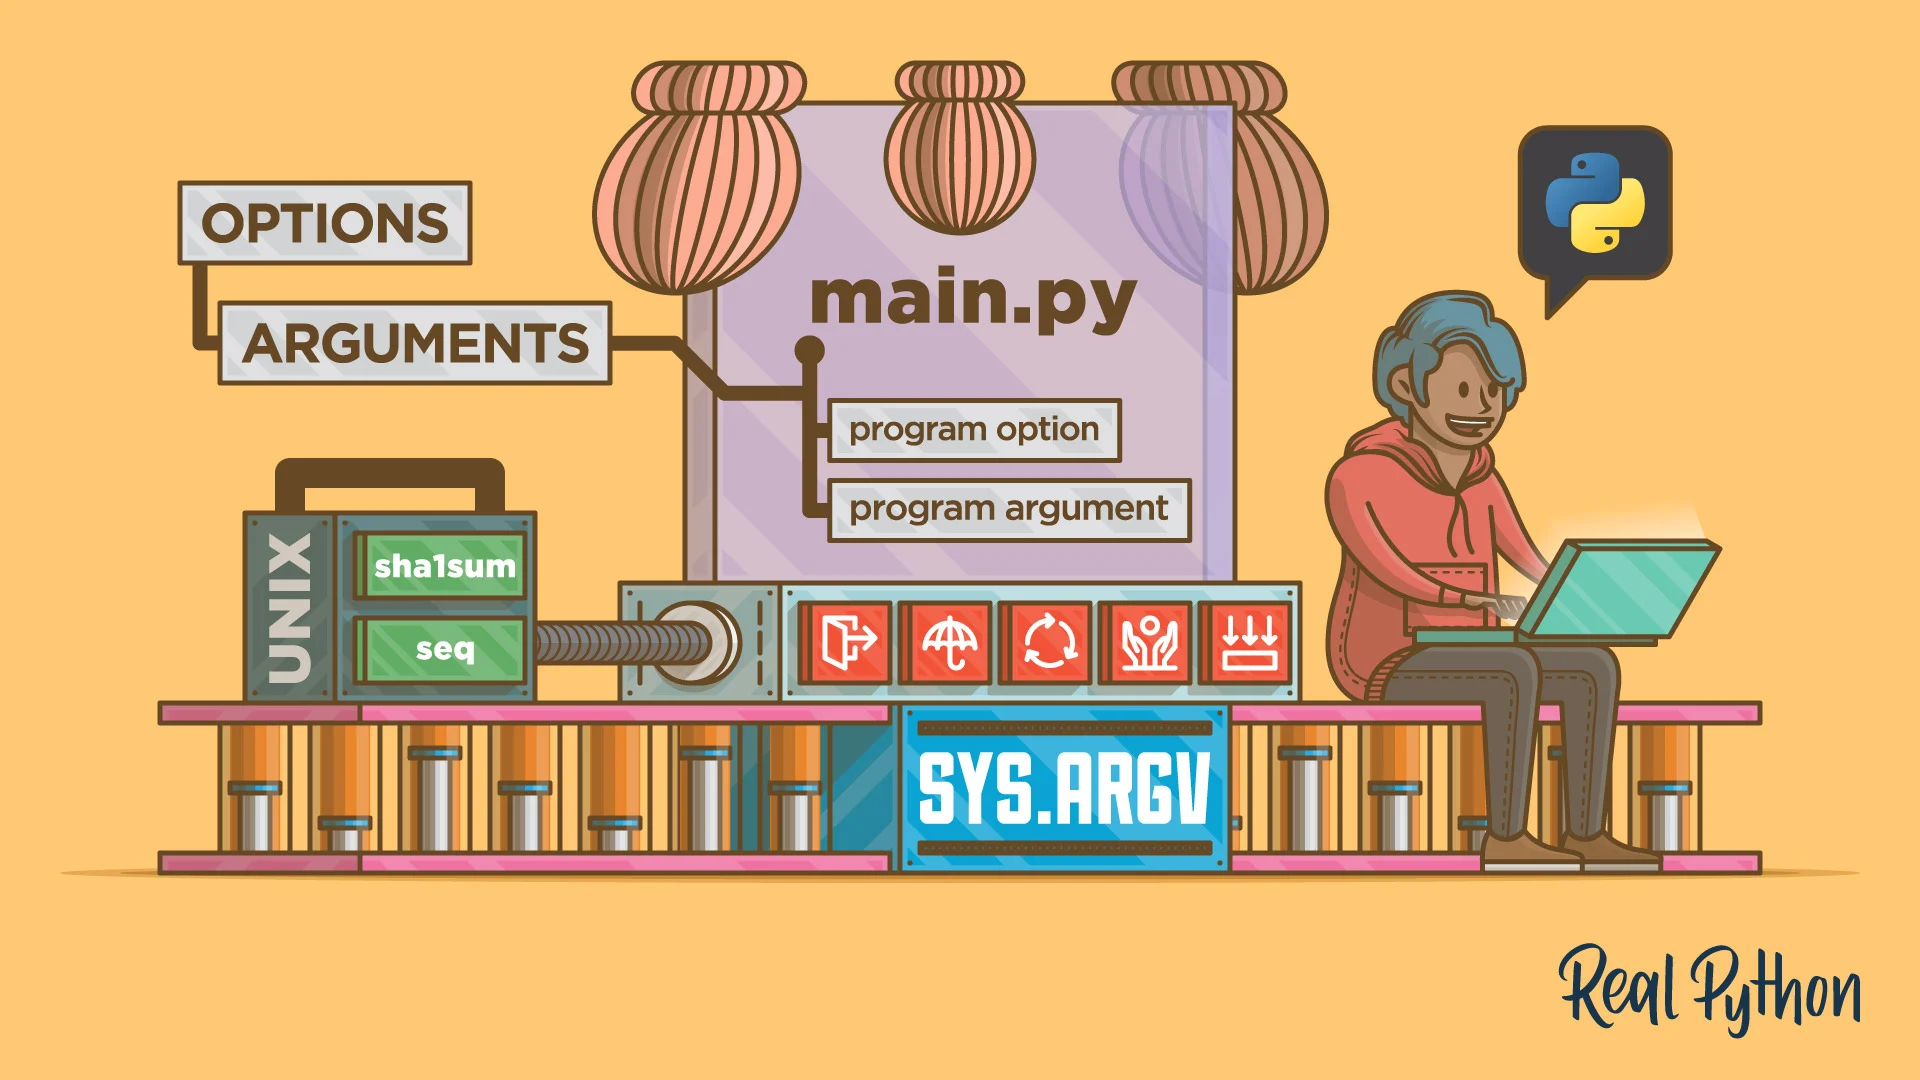 OPTIONS
ARGUMENTS
main.py
program option
program argument
UNIX
sha1sum
seq
SYS.ARGV
Real Python